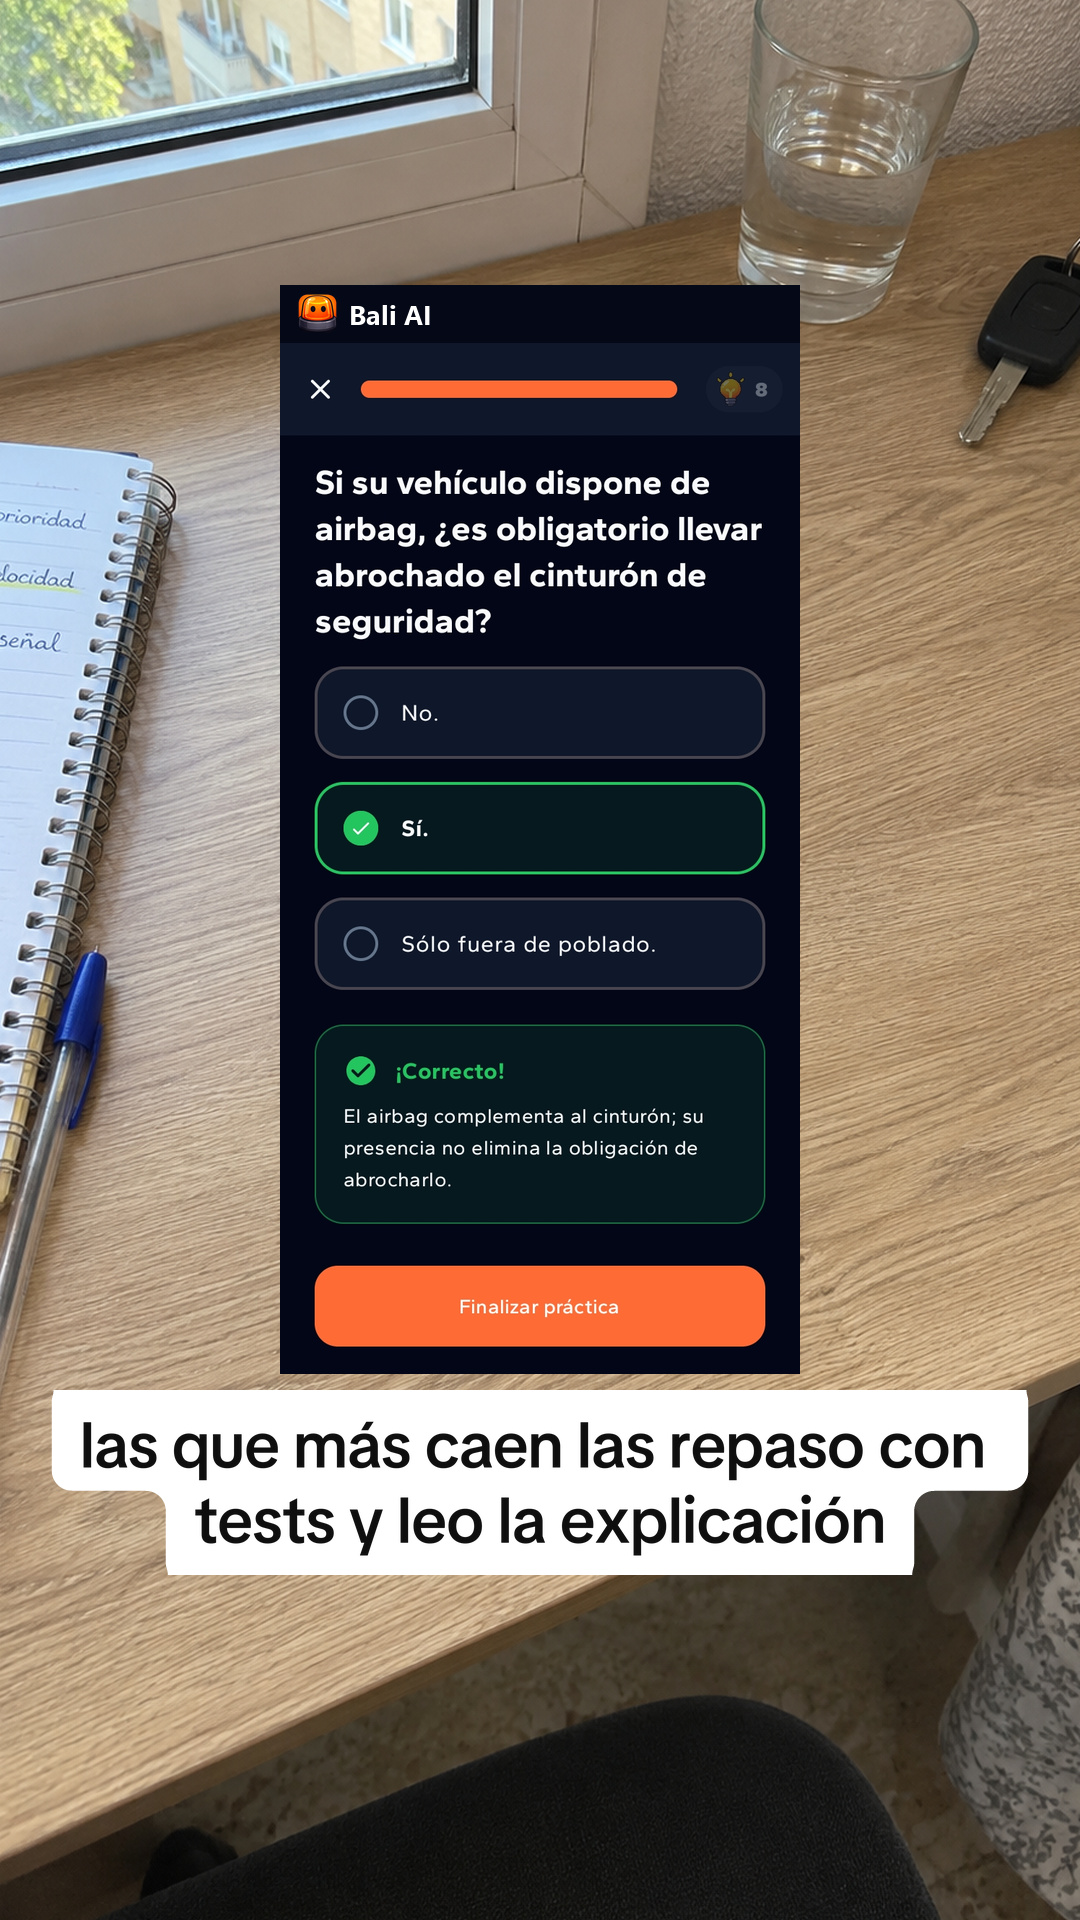 Bali AI
8
Si su vehículo dispone de
airbag, ¿es obligatorio llevar
abrochado el cinturón de
seguridad?
No.
Sí.
Sólo fuera de poblado.
¡Correcto!
El airbag complementa al cinturón; su
presencia no elimina la obligación de
abrocharlo.
Finalizar práctica
prioridad
señal
las que más caen las repaso con
tests y leo la explicación